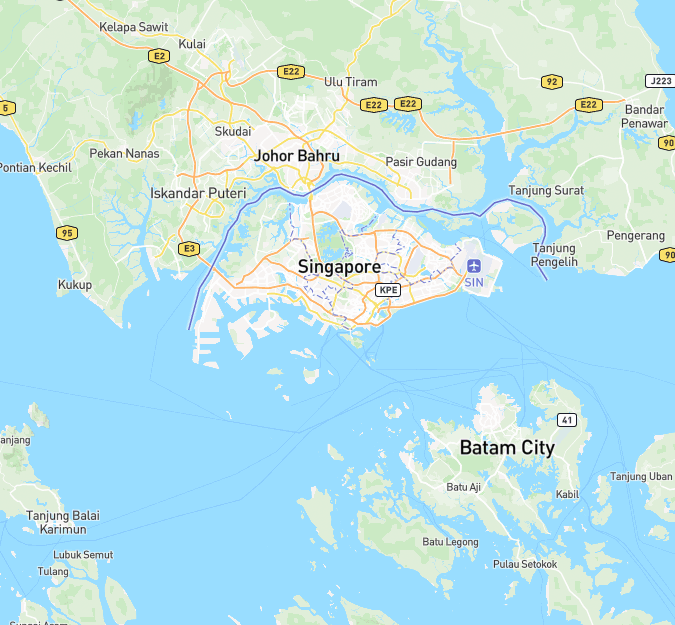 Kelapa Sawit
Kulai
E2
E22
Ulu Tiram
92
J223
5
E22
E22
E22
Bandar
Penawar
Skudai
90
Pekan Nanas
Johor Bahru
Pasir Gudang
Pontian Kechil
Iskandar Puteri
Tanjung Surat
95
E3
Pengerang
Tanjung
Pengelih
90
Singapore
SIN
Kukup
KPE
41
anjang
Batam City
Tanjung Uban
Batu Aji
Kabil
Tanjung Balai
Karimun
Batu Legong
Lubuk Semut
Pulau Setokok
Tulang